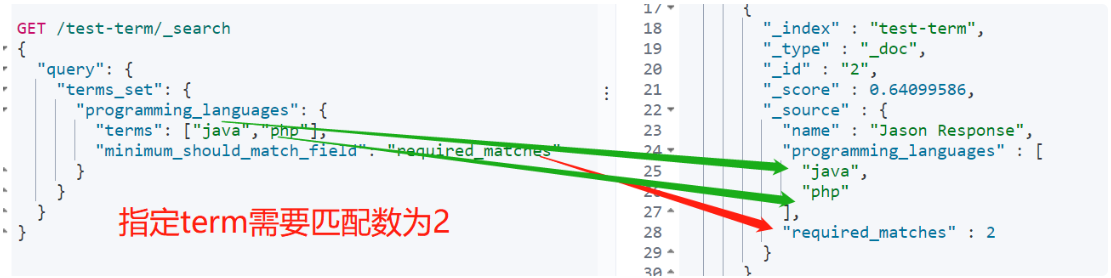 GET /test-term/_search
{
"query": {
"terms_set": {
"programming_languages": {
"terms": ["java","php"],
"minimum_should_match_field": "required_matches"
}
}
}
}
指定term需要匹配数为2
17 {
18 "_index" : "test-term",
19 "_type" : "_doc",
20 "_id" : "2",
21 "_score" : 0.64099586,
22 "_source" : {
23 "name" : "Jason Response",
24 "programming_languages" : [
25 "java",
"php"
27 ],
28 "required_matches" : 2
29 }
30 }